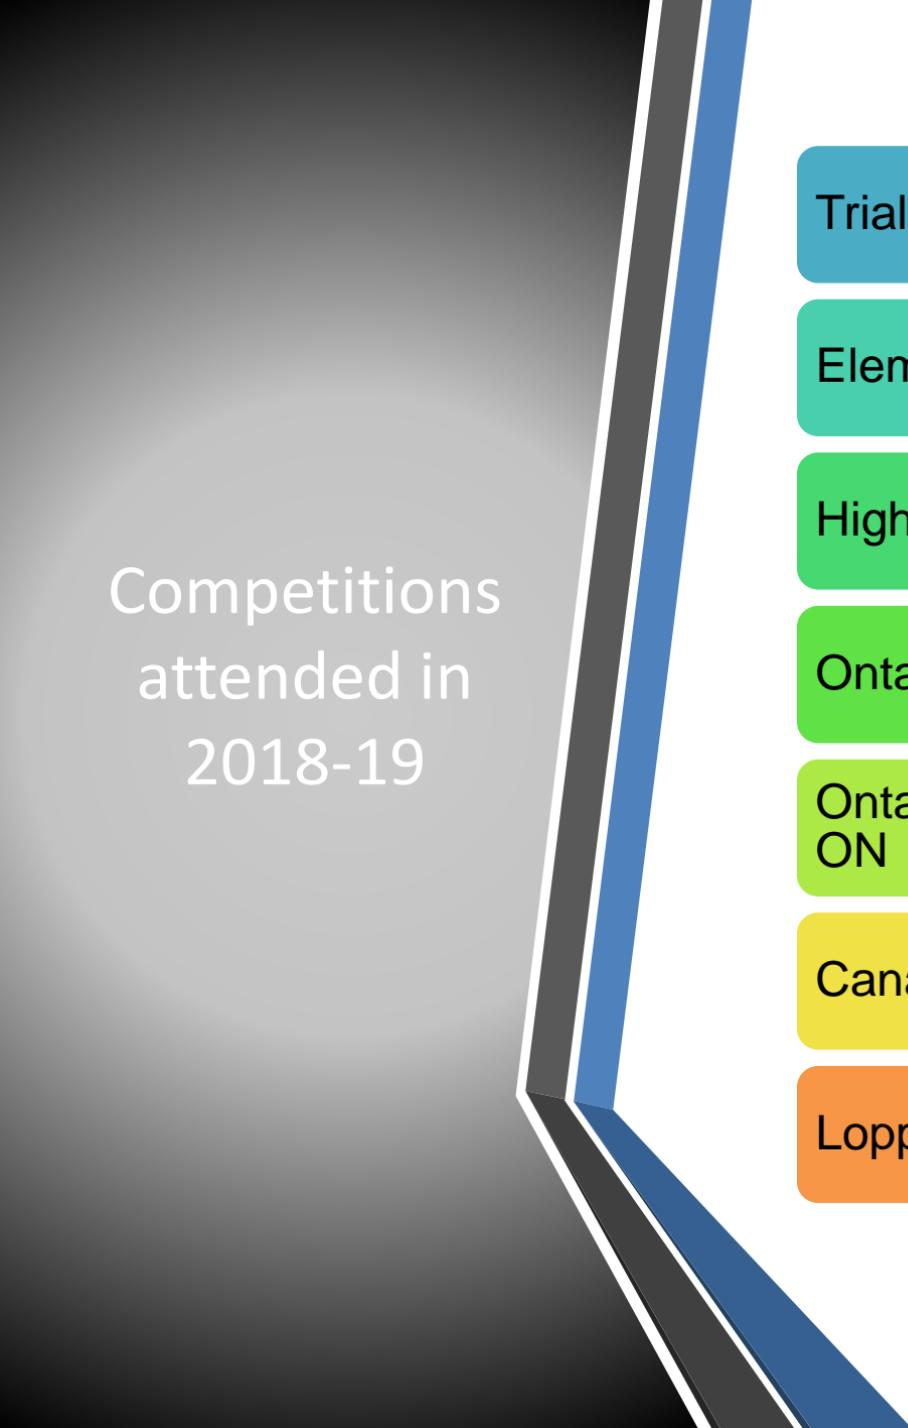 Competitions
attended in
2018-19
Trial
Elem
High
Onta
Onta
ON
Cana
Lopp